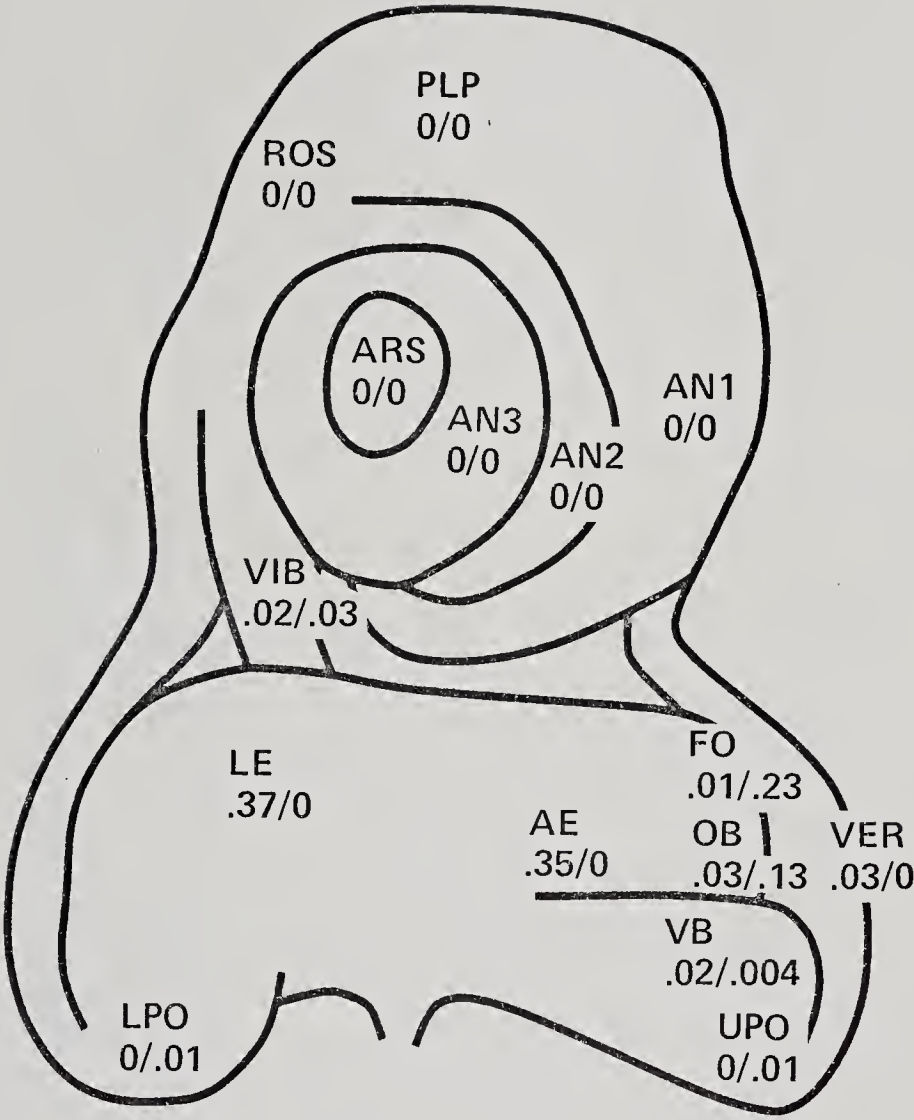 PLP
0/0
ROS
0/0
ARS
0/0
AN3
0/0
AN2
0/0
AN1
0/0
VIB
.02/.03
LE
.37/0
FO
.01/.23
AE
.35/0
OB
.03/.13
VER
.03/0
VB
.02/.004
LPO
0/.01
UPO
0/.01